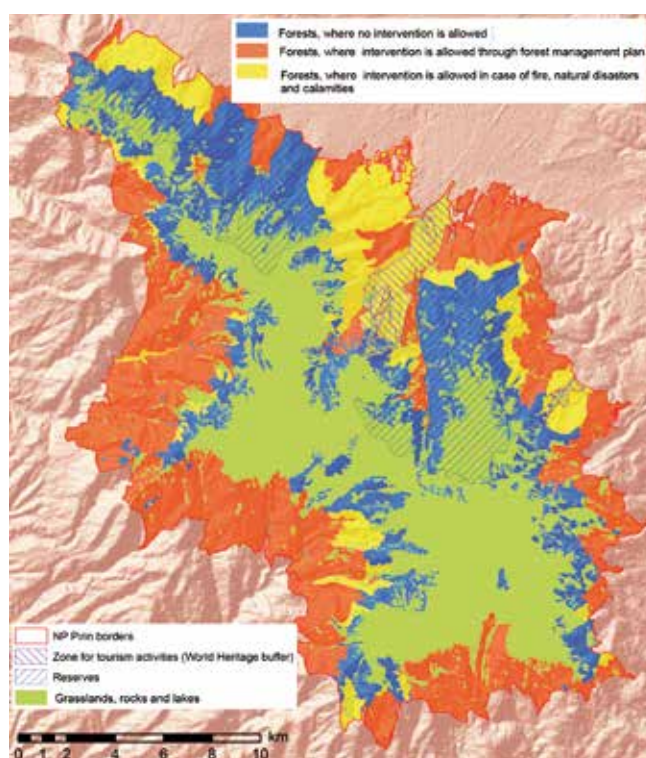 Forests, where no intervention is allowed
Forests, where intervention is allowed through forest management plan
Forests, where intervention is allowed in case of fire, natural disasters
and calamities
NP Pirin borders
Zone for tourism activities (World Heritage buffer)
Reserves
Grasslands, rocks and lakes
km
0 1 2 4 6 8 10